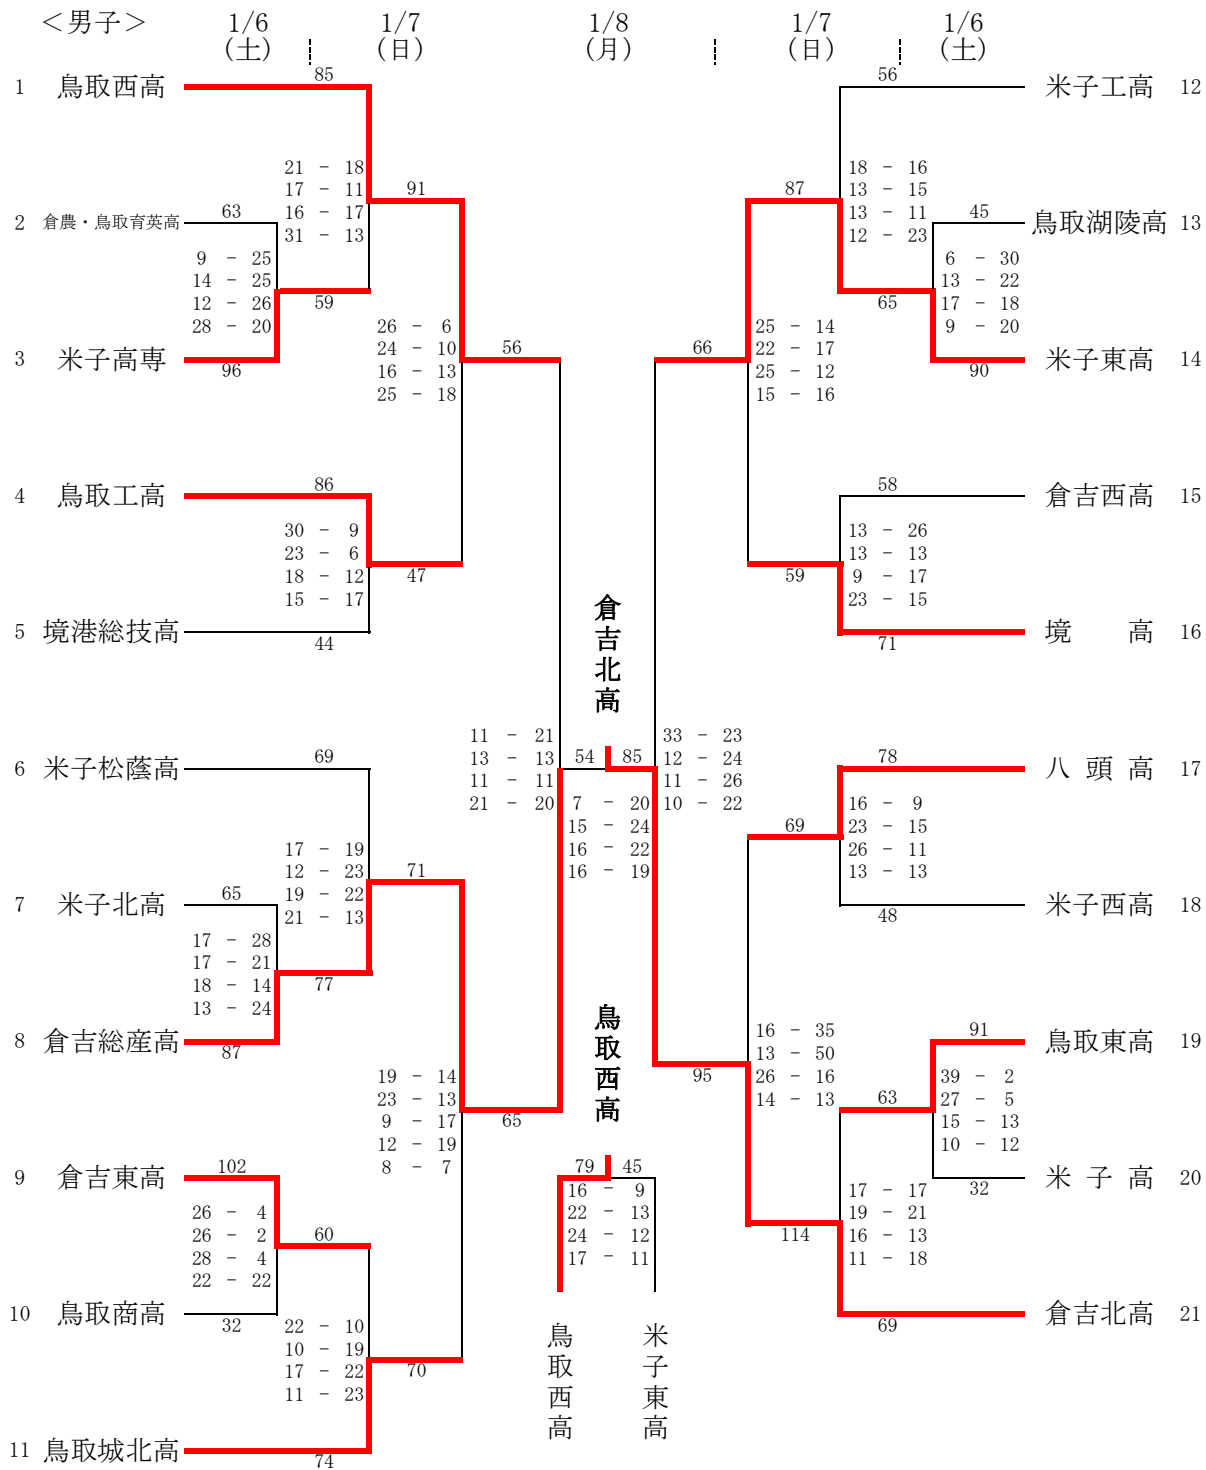 ＜男子＞ 1/6 1/7 1/8 1/7 1/6
(土) (日) (月) (日) (土)
85 56
1 鳥取西高 米子工高 12
21 - 18 18 - 16
17 - 11 91 87 13 - 15
63 16 - 17 13 - 11 45
2 倉農・鳥取育英高 鳥取湖陵高 13
31 - 13 12 - 23
9 - 25 6 - 30
14 - 25 13 - 22
12 - 26 59 65 17 - 18
28 - 20 26 - 6 25 - 14 9 - 20
24 - 10 56 66 22 - 17
3 米子高専 米子東高 14
96 16 - 13 25 - 12 90
25 - 18 15 - 16
86 58
4 鳥取工高 倉吉西高 15
30 - 9 13 - 26
23 - 6 13 - 13
18 - 12 47 59 9 - 17
15 - 17 23 - 15
5 境港総技高 境 高 16
44 71
倉吉北高
11 - 21 33 - 23
69 13 - 13 54 85 12 - 24 78
6 米子松蔭高 八頭高 17
11 - 11 11 - 26
21 - 20 7 - 20 10 - 22 16 - 9
15 - 24 69 23 - 15
17 - 19 16 - 22 26 - 11
12 - 23 71 16 - 19 13 - 13
65 19 - 22
7 米子北高 米子西高 18
21 - 13 48
17 - 28
17 - 21
18 - 14 77
13 - 24
鳥取西高
16 - 35 91
8 倉吉総産高 鳥取東高 19
87 13 - 50
19 - 14 95 26 - 16 39 - 2
23 - 13 14 - 13 63 27 - 5
9 - 17 65 15 - 13
12 - 19 10 - 12
102 8 - 7 79 45
9 倉吉東高 米子高 20
16 - 9 17 - 17 32
26 - 4 22 - 13 19 - 21
26 - 2 60 24 - 12 114 16 - 13
28 - 4 17 - 11 11 - 18
22 - 22
10 鳥取商高 倉吉北高 21
32 22 - 10 69
10 - 19
17 - 22 70
11 - 23
鳥取西高 米子東高
11 鳥取城北高
74